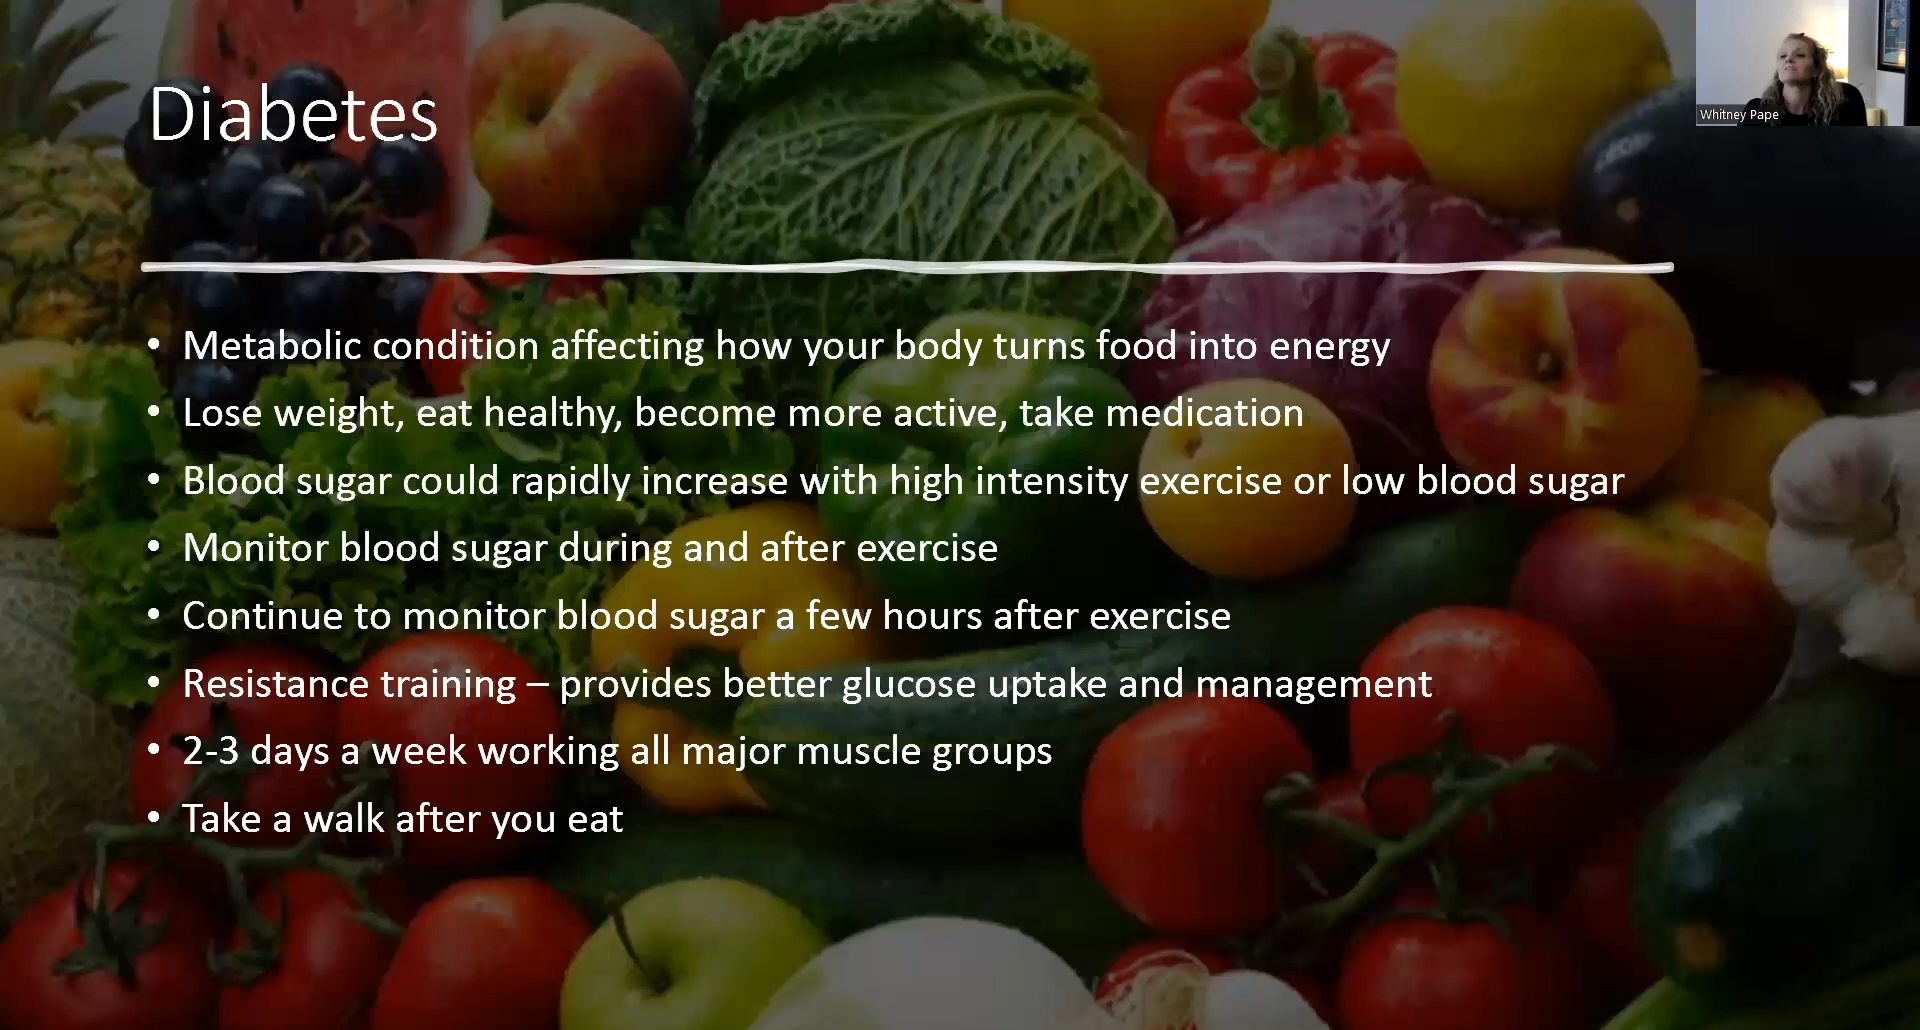 Diabetes
Whitney Pape
• Metabolic condition affecting how your body turns food into energy
• Lose weight, eat healthy, become more active, take medication
• Blood sugar could rapidly increase with high intensity exercise or low blood sugar
• Monitor blood sugar during and after exercise
• Continue to monitor blood sugar a few hours after exercise
• Resistance training – provides better glucose uptake and management
• 2-3 days a week working all major muscle groups
• Take a walk after you eat